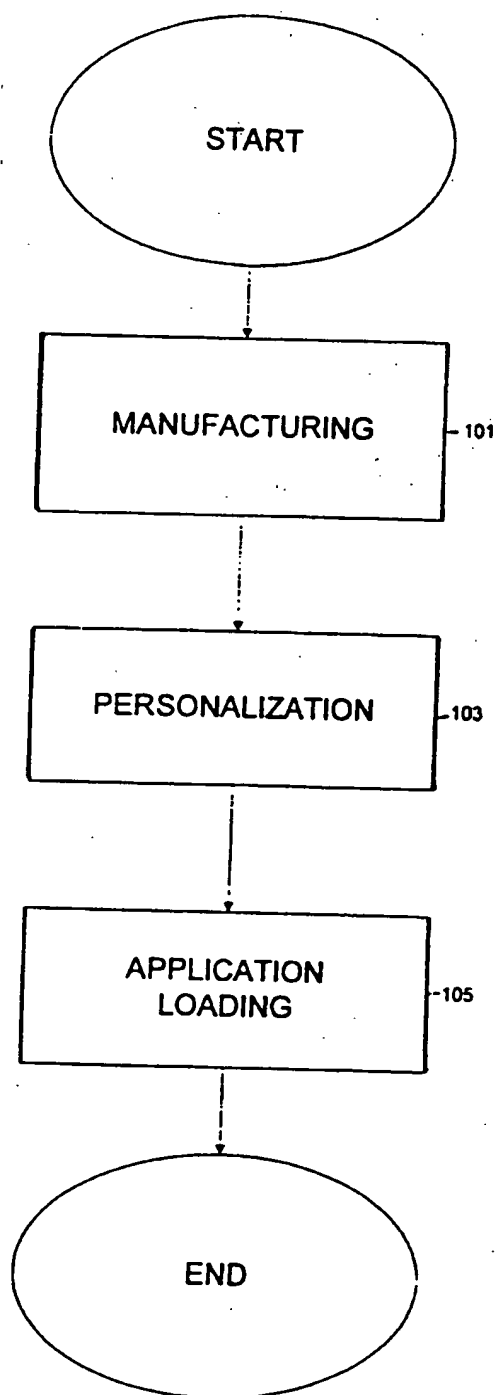 START
MANUFACTURING
101
PERSONALIZATION
103
APPLICATION
LOADING
105
END